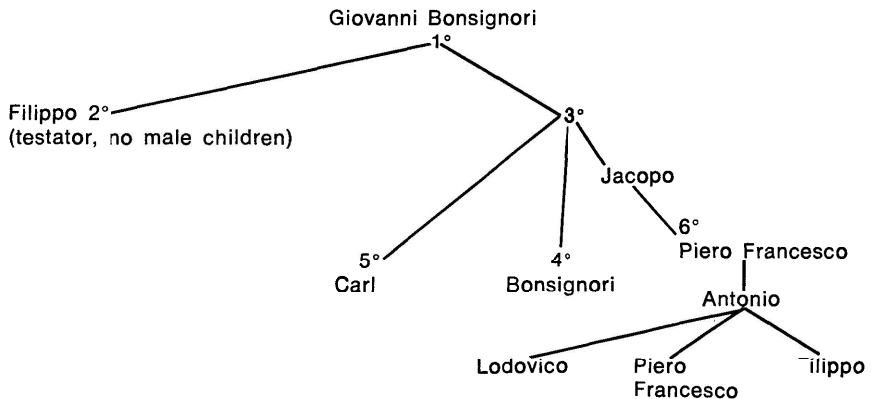 Giovanni Bonsignori
1°
Filippo 2°
(testator, no male children)
3°
Jacopo
6°
Piero Francesco
5°
Carl
4°
Bonsignori
Antonio
Lodovico
Piero
Francesco
ilippo